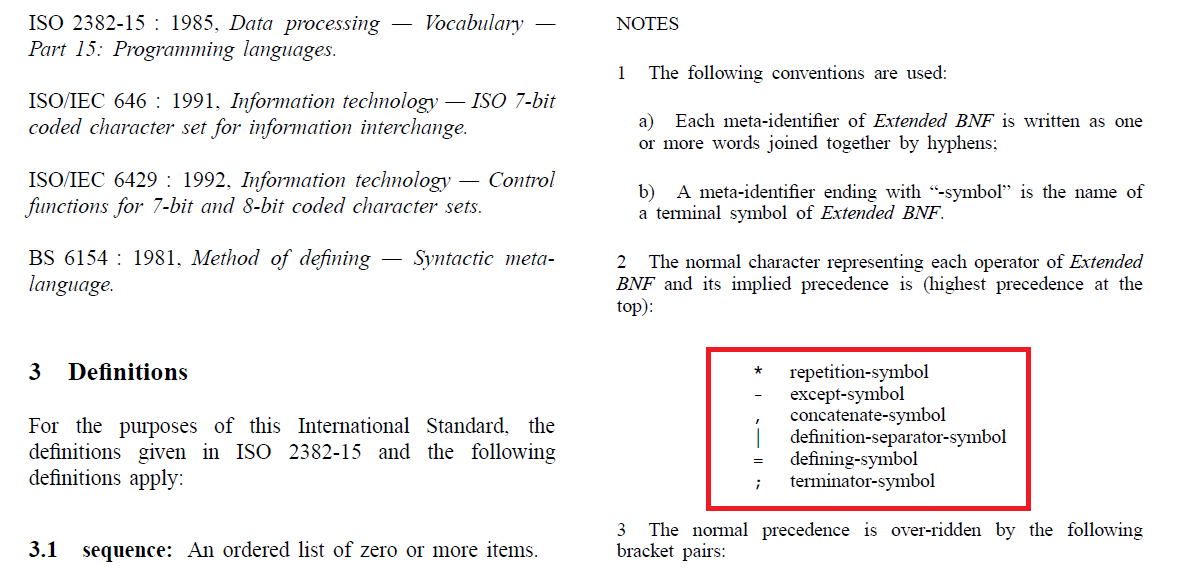 ISO 2382-15 : 1985, Data processing — Vocabulary —
Part 15: Programming languages.
ISO/IEC 646 : 1991, Information technology — ISO 7-bit
coded character set for information interchange.
ISO/IEC 6429 : 1992, Information technology — Control
functions for 7-bit and 8-bit coded character sets.
BS 6154 : 1981, Method of defining — Syntactic meta-
language.
3 Definitions
For the purposes of this International Standard, the
definitions given in ISO 2382-15 and the following
definitions apply:
3.1 sequence: An ordered list of zero or more items.
NOTES
1 The following conventions are used:
a) Each meta-identifier of Extended BNF is written as one
or more words joined together by hyphens;
b) A meta-identifier ending with “-symbol” is the name of
a terminal symbol of Extended BNF.
2 The normal character representing each operator of Extended
BNF and its implied precedence is (highest precedence at the
top):
* repetition-symbol
- except-symbol
, concatenate-symbol
| definition-separator-symbol
= defining-symbol
; terminator-symbol
3 The normal precedence is over-ridden by the following
bracket pairs: